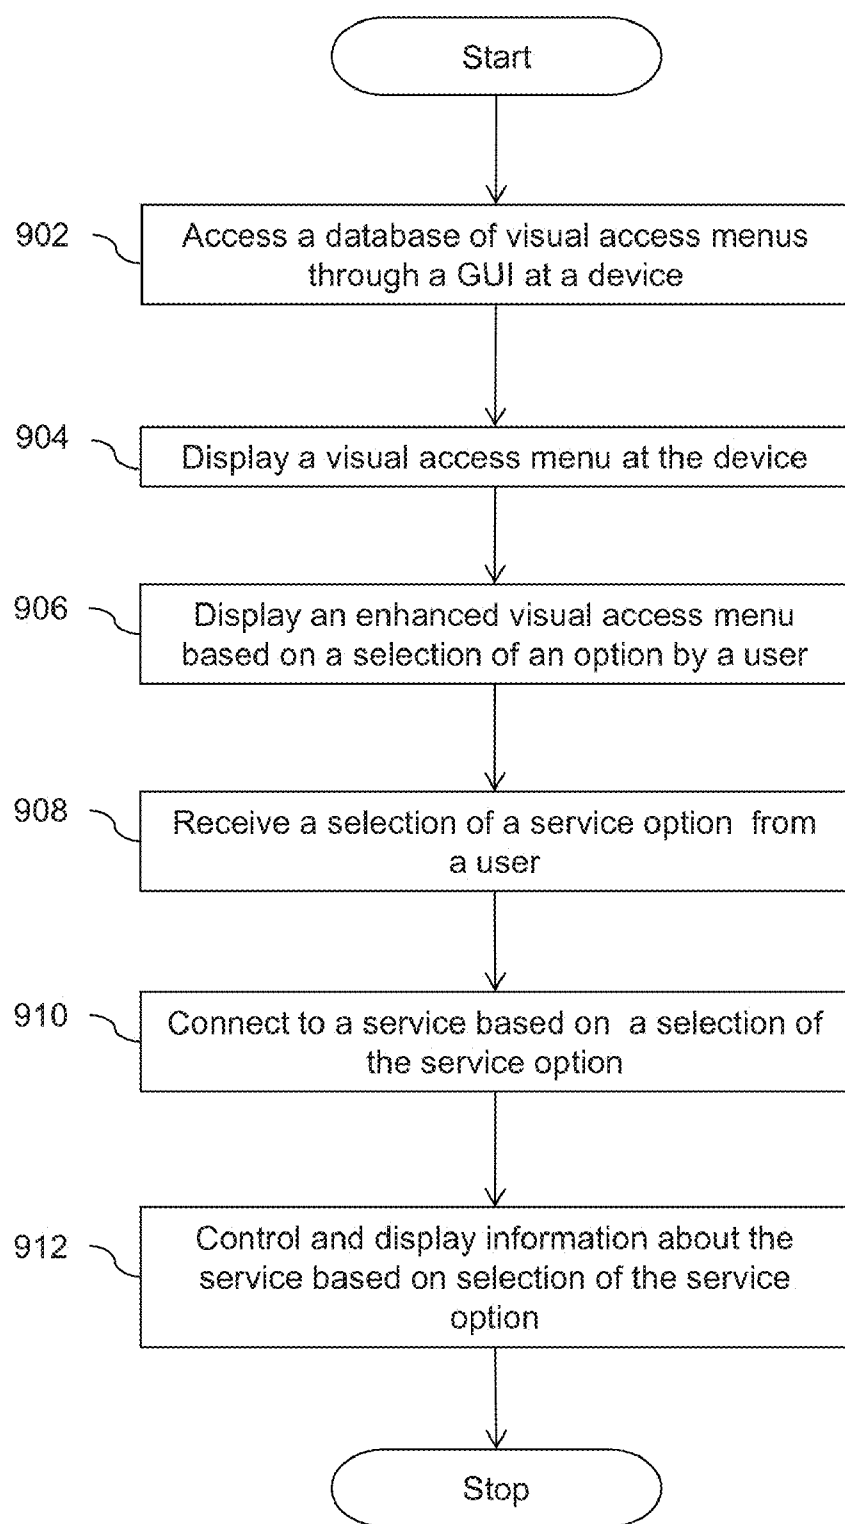 Start
902
Access a database of visual access menus
through a GUI at a device
904
Display a visual access menu at the device
906
Display an enhanced visual access menu
based on a selection of an option by a user
908
Receive a selection of a service option from
a user
910
Connect to a service based on a selection of
the service option
912
Control and display information about the
service based on selection of the service
option
Stop